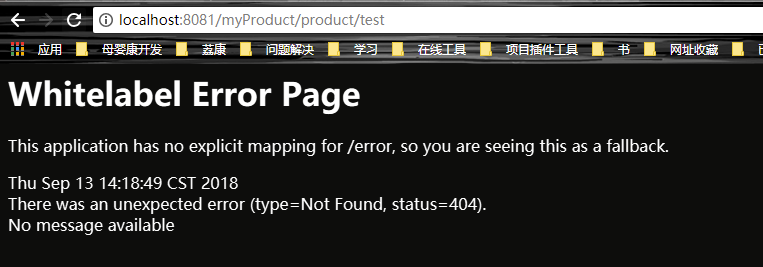 localhost:8081/myProduct/product/test
应用 母婴康开发 荔康 问题解决 学习 在线工具 项目插件工具 书 网址收藏
Whitelabel Error Page
This application has no explicit mapping for /error, so you are seeing this as a fallback.
Thu Sep 13 14:18:49 CST 2018
There was an unexpected error (type=Not Found, status=404).
No message available